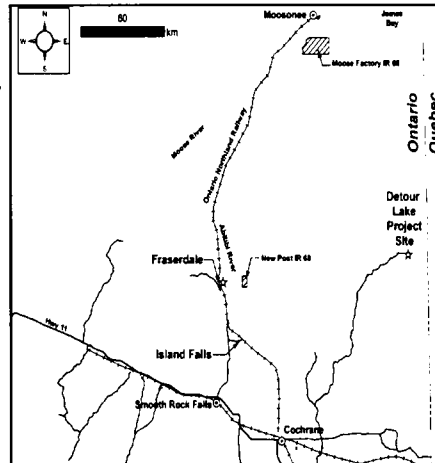 N
W
E
S
60
km
Moosonee
James
Bay
Moose Factory IR 68
Moose River
Ontario Northland Railway
Ontario
Quebec
Detour
Lake
Project
Site
Abitibi River
Fraserdale
New Post IR 69
Hwy 11
Island Falls
Smooth Rock Falls
Cochrane